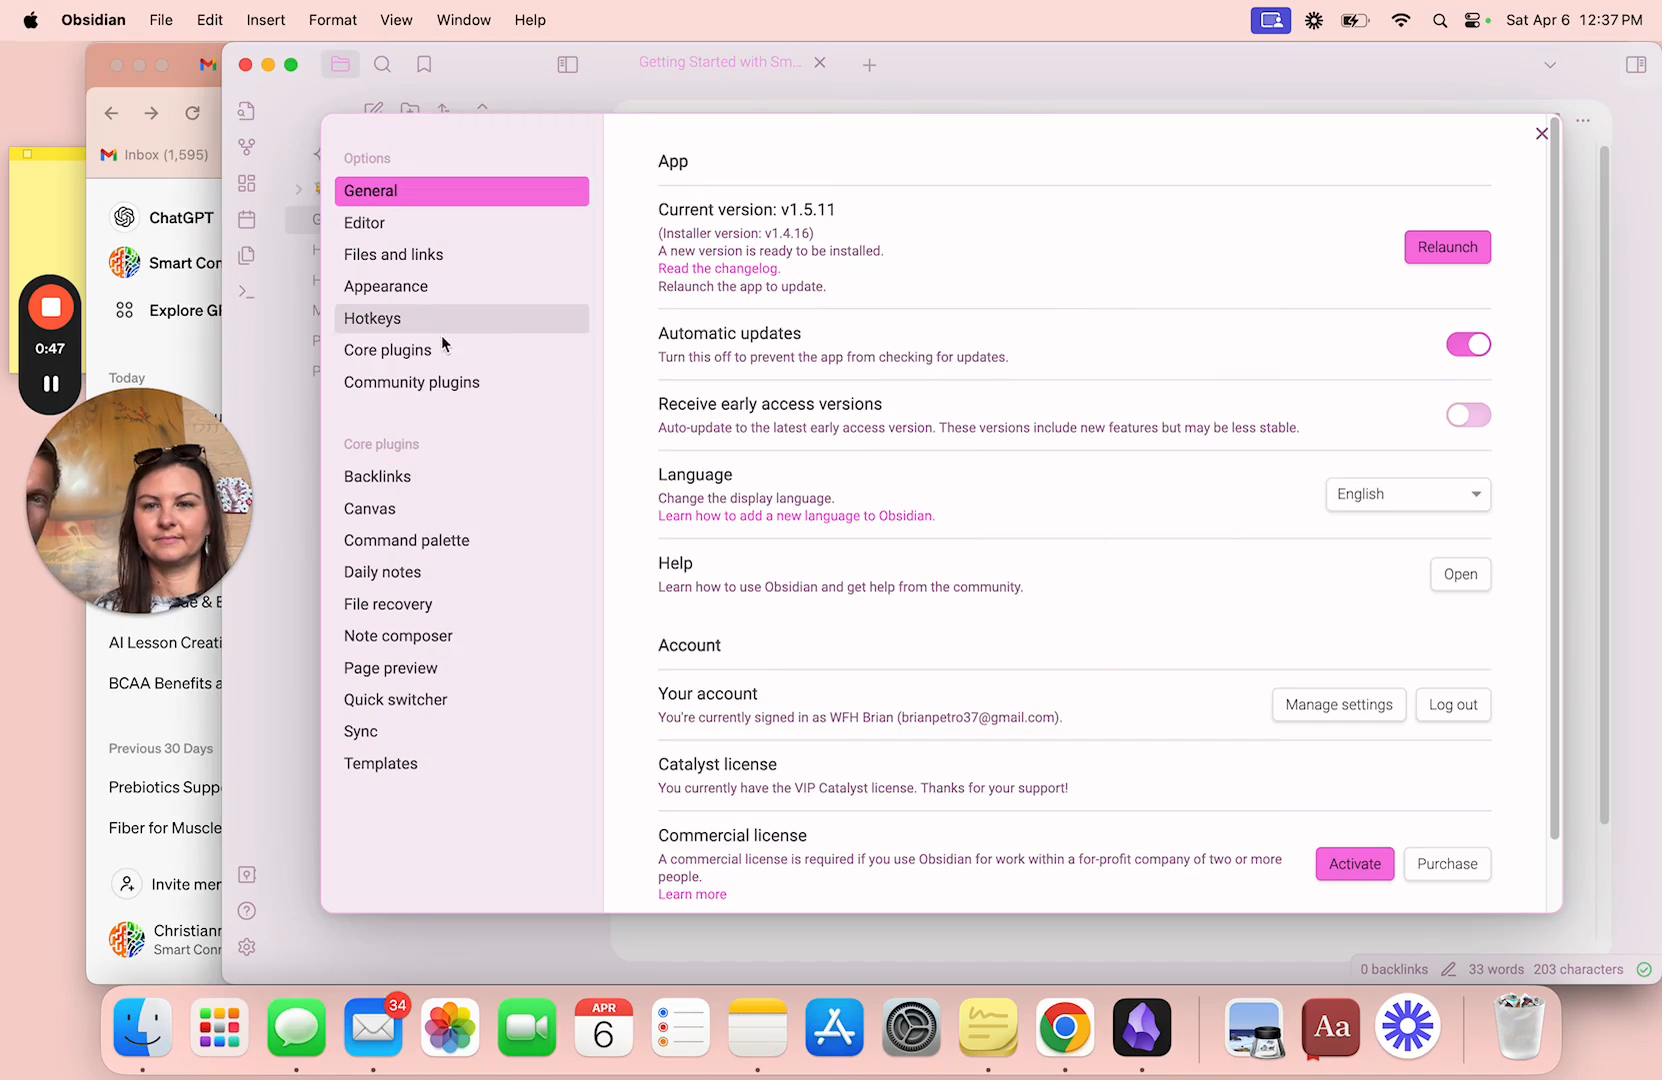 Obsidian File Edit Insert Format View Window Help
Sat Apr 6 12:37 PM
Getting Started with Sm...
Inbox (1,595)
ChatGPT
Smart Con
Explore GP
0:47
Today
AI Lesson Creati
BCAA Benefits a
Previous 30 Days
Prebiotics Supp
Fiber for Muscle
Invite mer
Christiann
Smart Conn
Options
General
Editor
Files and links
Appearance
Hotkeys
Core plugins
Community plugins
Core plugins
Backlinks
Canvas
Command palette
Daily notes
File recovery
Note composer
Page preview
Quick switcher
Sync
Templates
App
Current version: v1.5.11
(Installer version: v1.4.16)
A new version is ready to be installed.
Read the changelog.
Relaunch the app to update.
Relaunch
Automatic updates
Turn this off to prevent the app from checking for updates.
Receive early access versions
Auto-update to the latest early access version. These versions include new features but may be less stable.
Language
Change the display language.
Learn how to add a new language to Obsidian.
English
Help
Learn how to use Obsidian and get help from the community.
Open
Account
Your account
You're currently signed in as WFH Brian (brianpetro37@gmail.com).
Manage settings
Log out
Catalyst license
You currently have the VIP Catalyst license. Thanks for your support!
Commercial license
A commercial license is required if you use Obsidian for work within a for-profit company of two or more
people.
Learn more
Activate
Purchase
0 backlinks
33 words
203 characters
34
APR
6
Aa